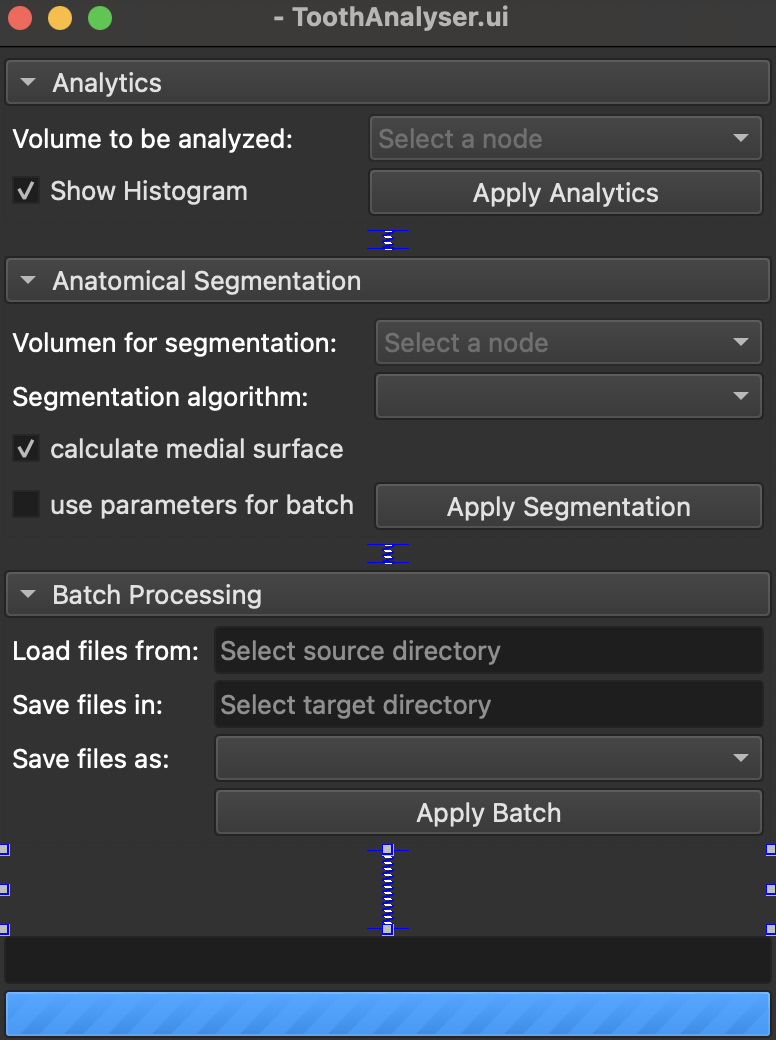 - ToothAnalyser.ui
Analytics
Volume to be analyzed: Select a node
Show Histogram Apply Analytics
Anatomical Segmentation
Volumen for segmentation: Select a node
Segmentation algorithm:
calculate medial surface
use parameters for batch Apply Segmentation
Batch Processing
Load files from: Select source directory
Save files in: Select target directory
Save files as:
Apply Batch